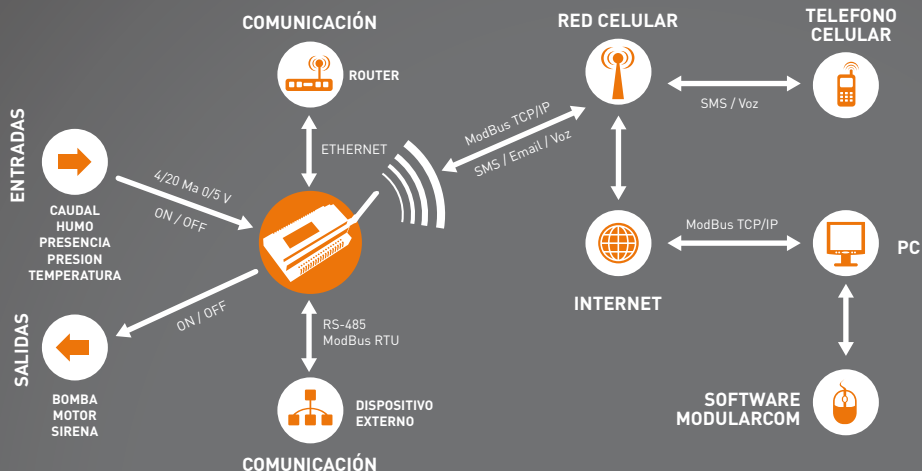 COMUNICACIÓN
ROUTER
ETHERNET
ENTRADAS
CAUDAL
HUMO
PRESENCIA
PRESION
TEMPERATURA
4/20 Ma 0/5 V
ON / OFF
SALIDAS
BOMBA
MOTOR
SIRENA
ON / OFF
RS-485
ModBus RTU
DISPOSITIVO
EXTERNO
COMUNICACIÓN
ModBus TCP/IP
SMS / Email / Voz
RED CELULAR
SMS / Voz
TELEFONO
CELULAR
INTERNET
ModBus TCP/IP
PC
SOFTWARE
MODULARCOM